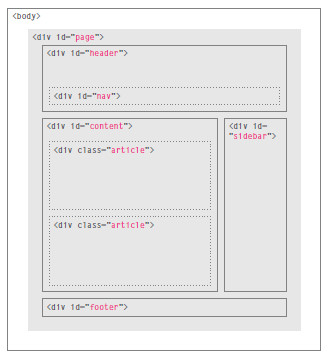 <body>
<div id="page">
<div id="header">
<div id="nav">
<div id="content">
<div id=
"sidebar">
<div class="article">
<div class="article">
<div id="footer">